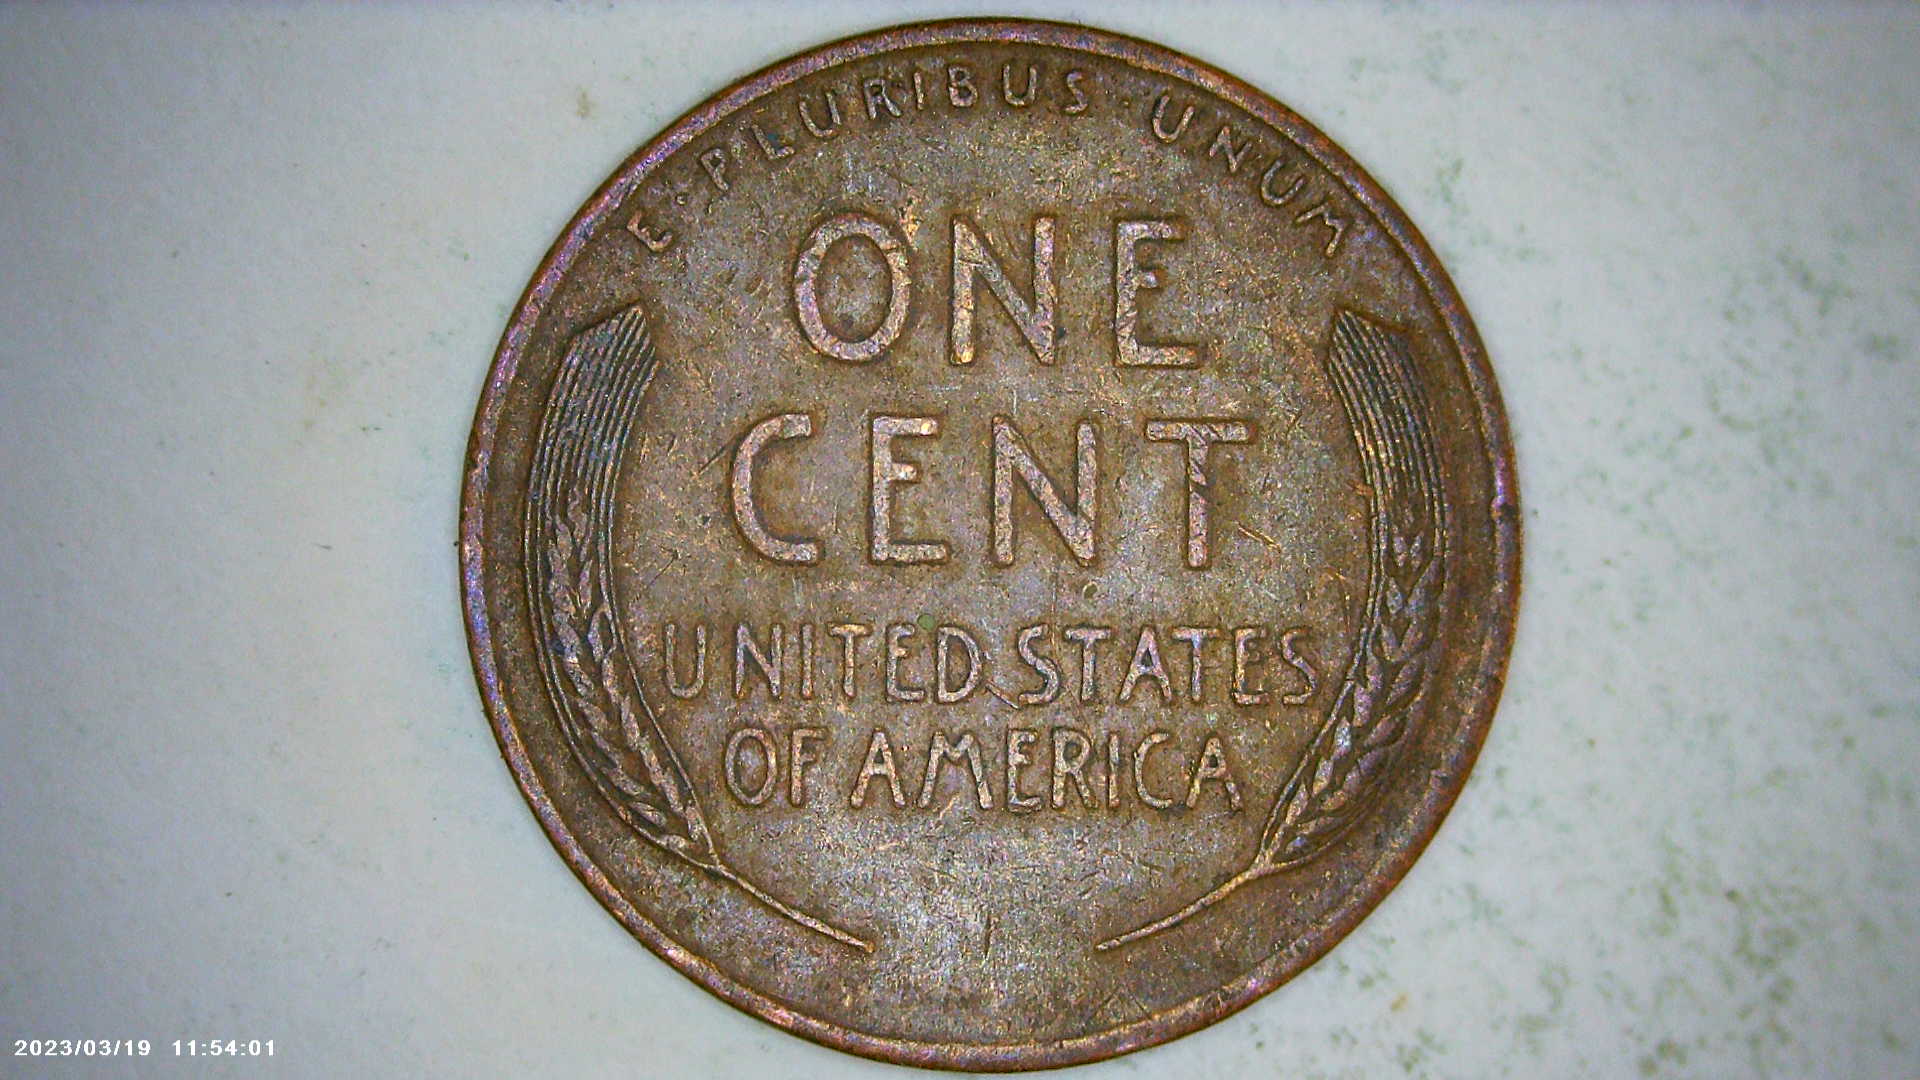 E·PLURIBUS·UNUM
ONE
CENT
UNITED STATES
OF AMERICA
2023/03/19 11:54:01